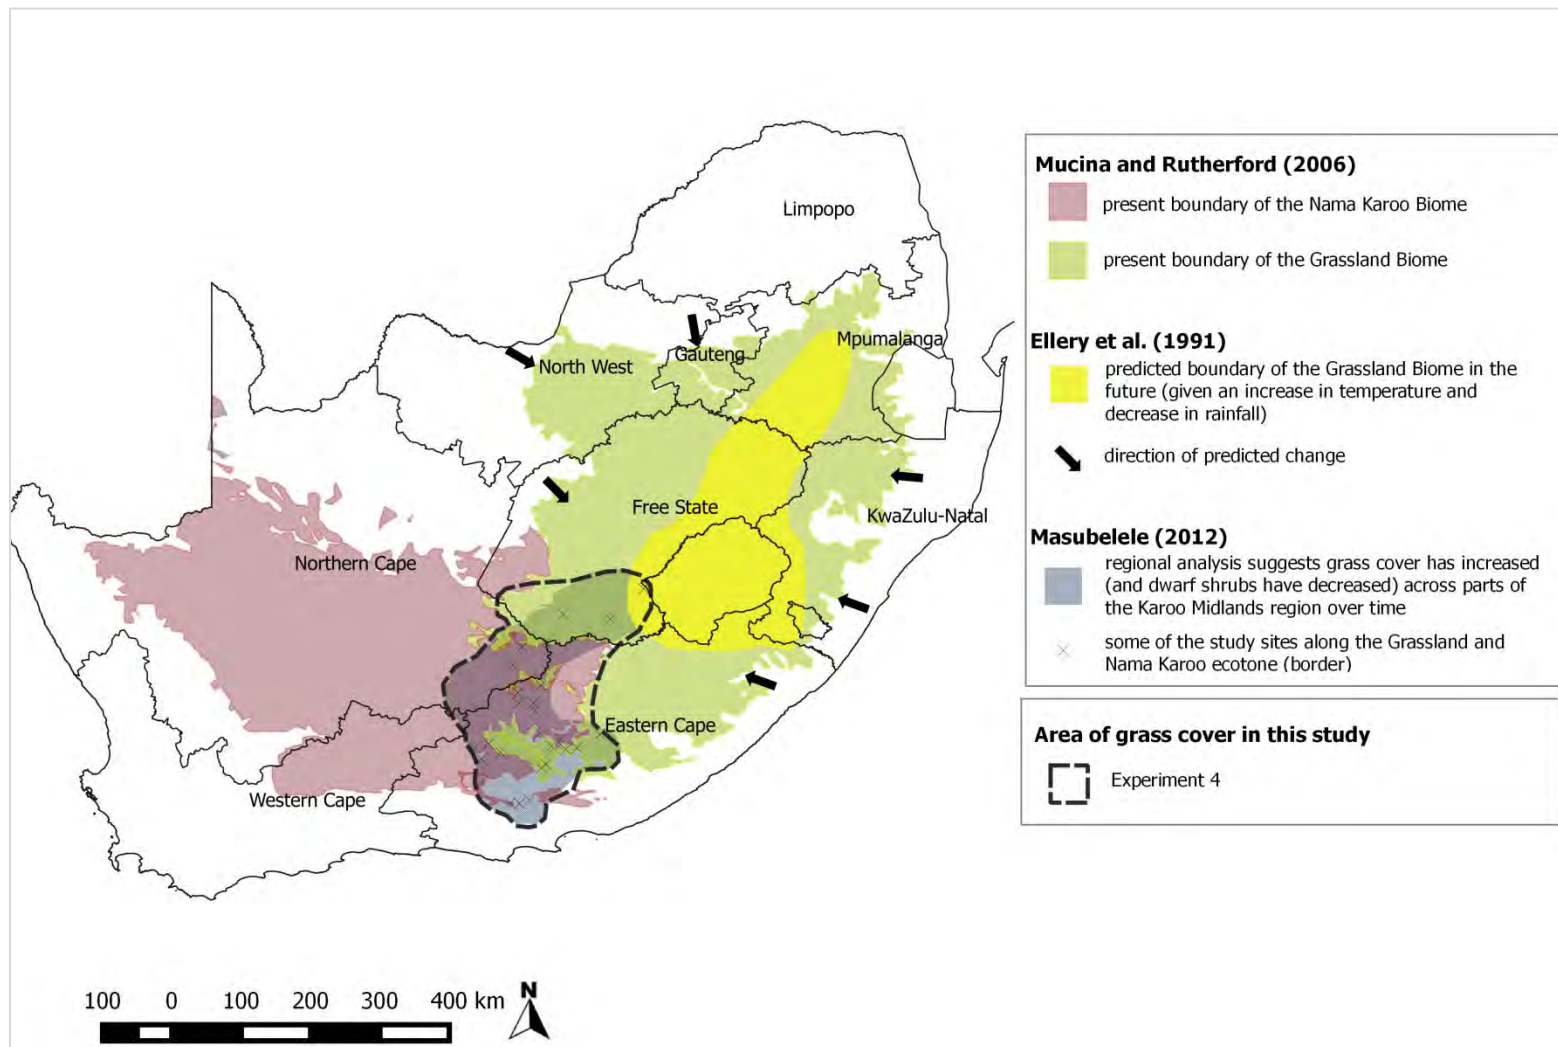 Limpopo
Mpumalanga
Gauteng
North West
Free State
KwaZulu-Natal
Northern Cape
Eastern Cape
Western Cape
Mucina and Rutherford (2006)
present boundary of the Nama Karoo Biome
present boundary of the Grassland Biome
Ellery et al. (1991)
predicted boundary of the Grassland Biome in the
future (given an increase in temperature and
decrease in rainfall)
direction of predicted change
Masubelele (2012)
regional analysis suggests grass cover has increased
(and dwarf shrubs have decreased) across parts of
the Karoo Midlands region over time
some of the study sites along the Grassland and
Nama Karoo ecotone (border)
Area of grass cover in this study
Experiment 4
100 0 100 200 300 400 km
N